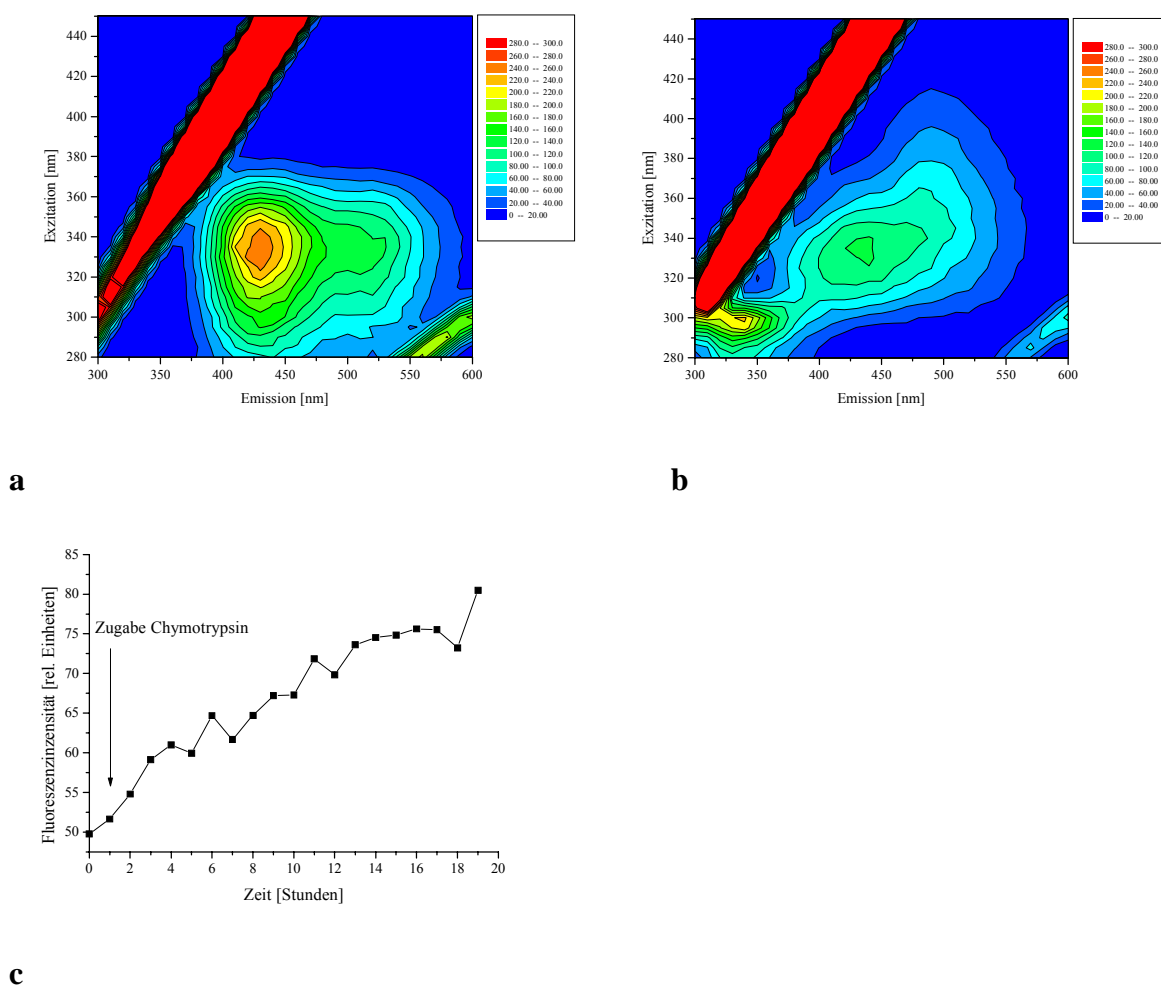 440
420
400
380
360
340
320
300
280
Exzitation [nm]
300 350 400 450 500 550 600
Emission [nm]
280.0 -- 300.0
260.0 -- 280.0
240.0 -- 260.0
220.0 -- 240.0
200.0 -- 220.0
180.0 -- 200.0
160.0 -- 180.0
140.0 -- 160.0
120.0 -- 140.0
100.0 -- 120.0
80.00 -- 100.0
60.00 -- 80.00
40.00 -- 60.00
20.00 -- 40.00
0 -- 20.00
a
440
420
400
380
360
340
320
300
280
Exzitation [nm]
300 350 400 450 500 550 600
Emission [nm]
280.0 -- 300.0
260.0 -- 280.0
240.0 -- 260.0
220.0 -- 240.0
200.0 -- 220.0
180.0 -- 200.0
160.0 -- 180.0
140.0 -- 160.0
120.0 -- 140.0
100.0 -- 120.0
80.00 -- 100.0
60.00 -- 80.00
40.00 -- 60.00
20.00 -- 40.00
0 -- 20.00
b
85
80
75
70
65
60
55
50
Fluoreszenzinzensität [rel. Einheiten]
Zugabe Chymotrypsin
0 2 4 6 8 10 12 14 16 18 20
Zeit [Stunden]
c